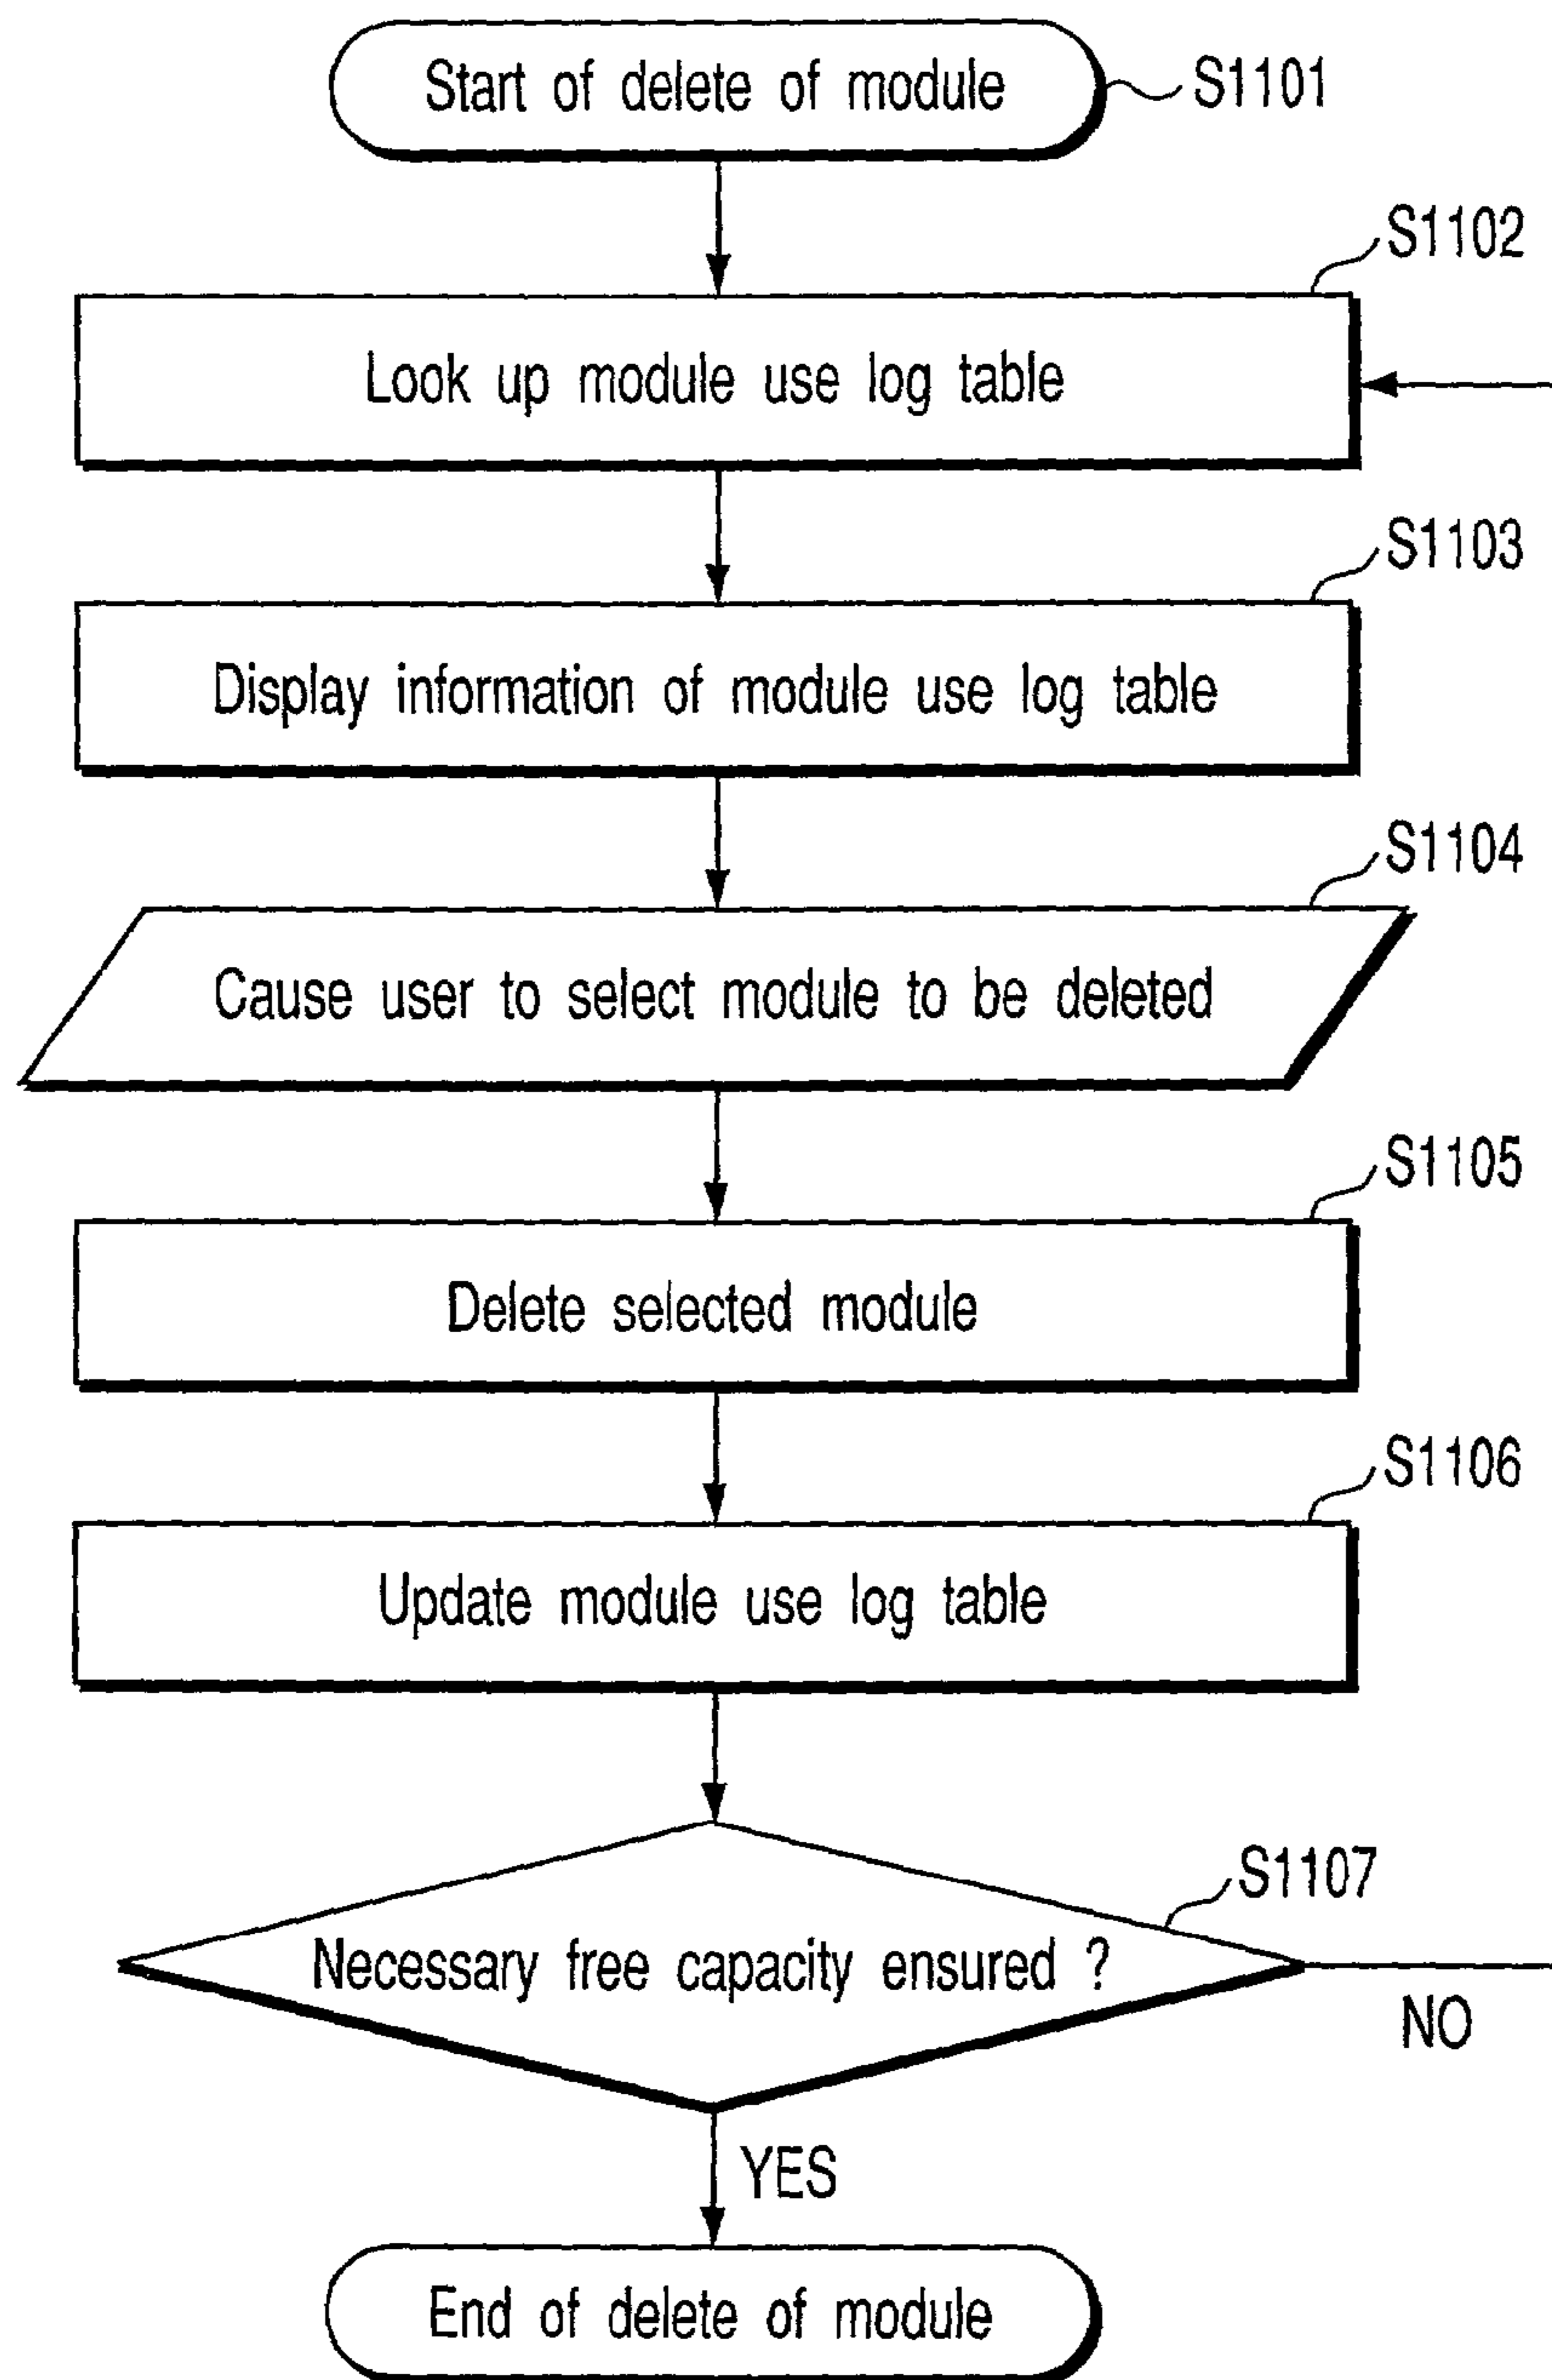 Start of delete of module
S1101
S1102
Look up module use log table
S1103
Display information of module use log table
S1104
Cause user to select module to be deleted
S1105
Delete selected module
S1106
Update module use log table
S1107
Necessary free capacity ensured ?
NO
YES
End of delete of module